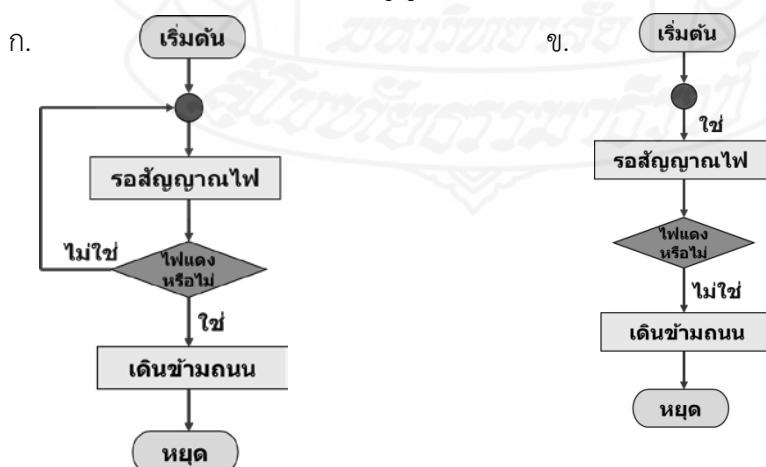 ก.
เริ่มต้น
รอสัญญาณไฟ
ไม่ใช่
ไฟแดง
หรือไม่
ใช่
เดินข้ามถนน
หยุด
ข.
เริ่มต้น
ใช่
รอสัญญาณไฟ
ไฟแดง
หรือไม่
ไม่ใช่
เดินข้ามถนน
หยุด